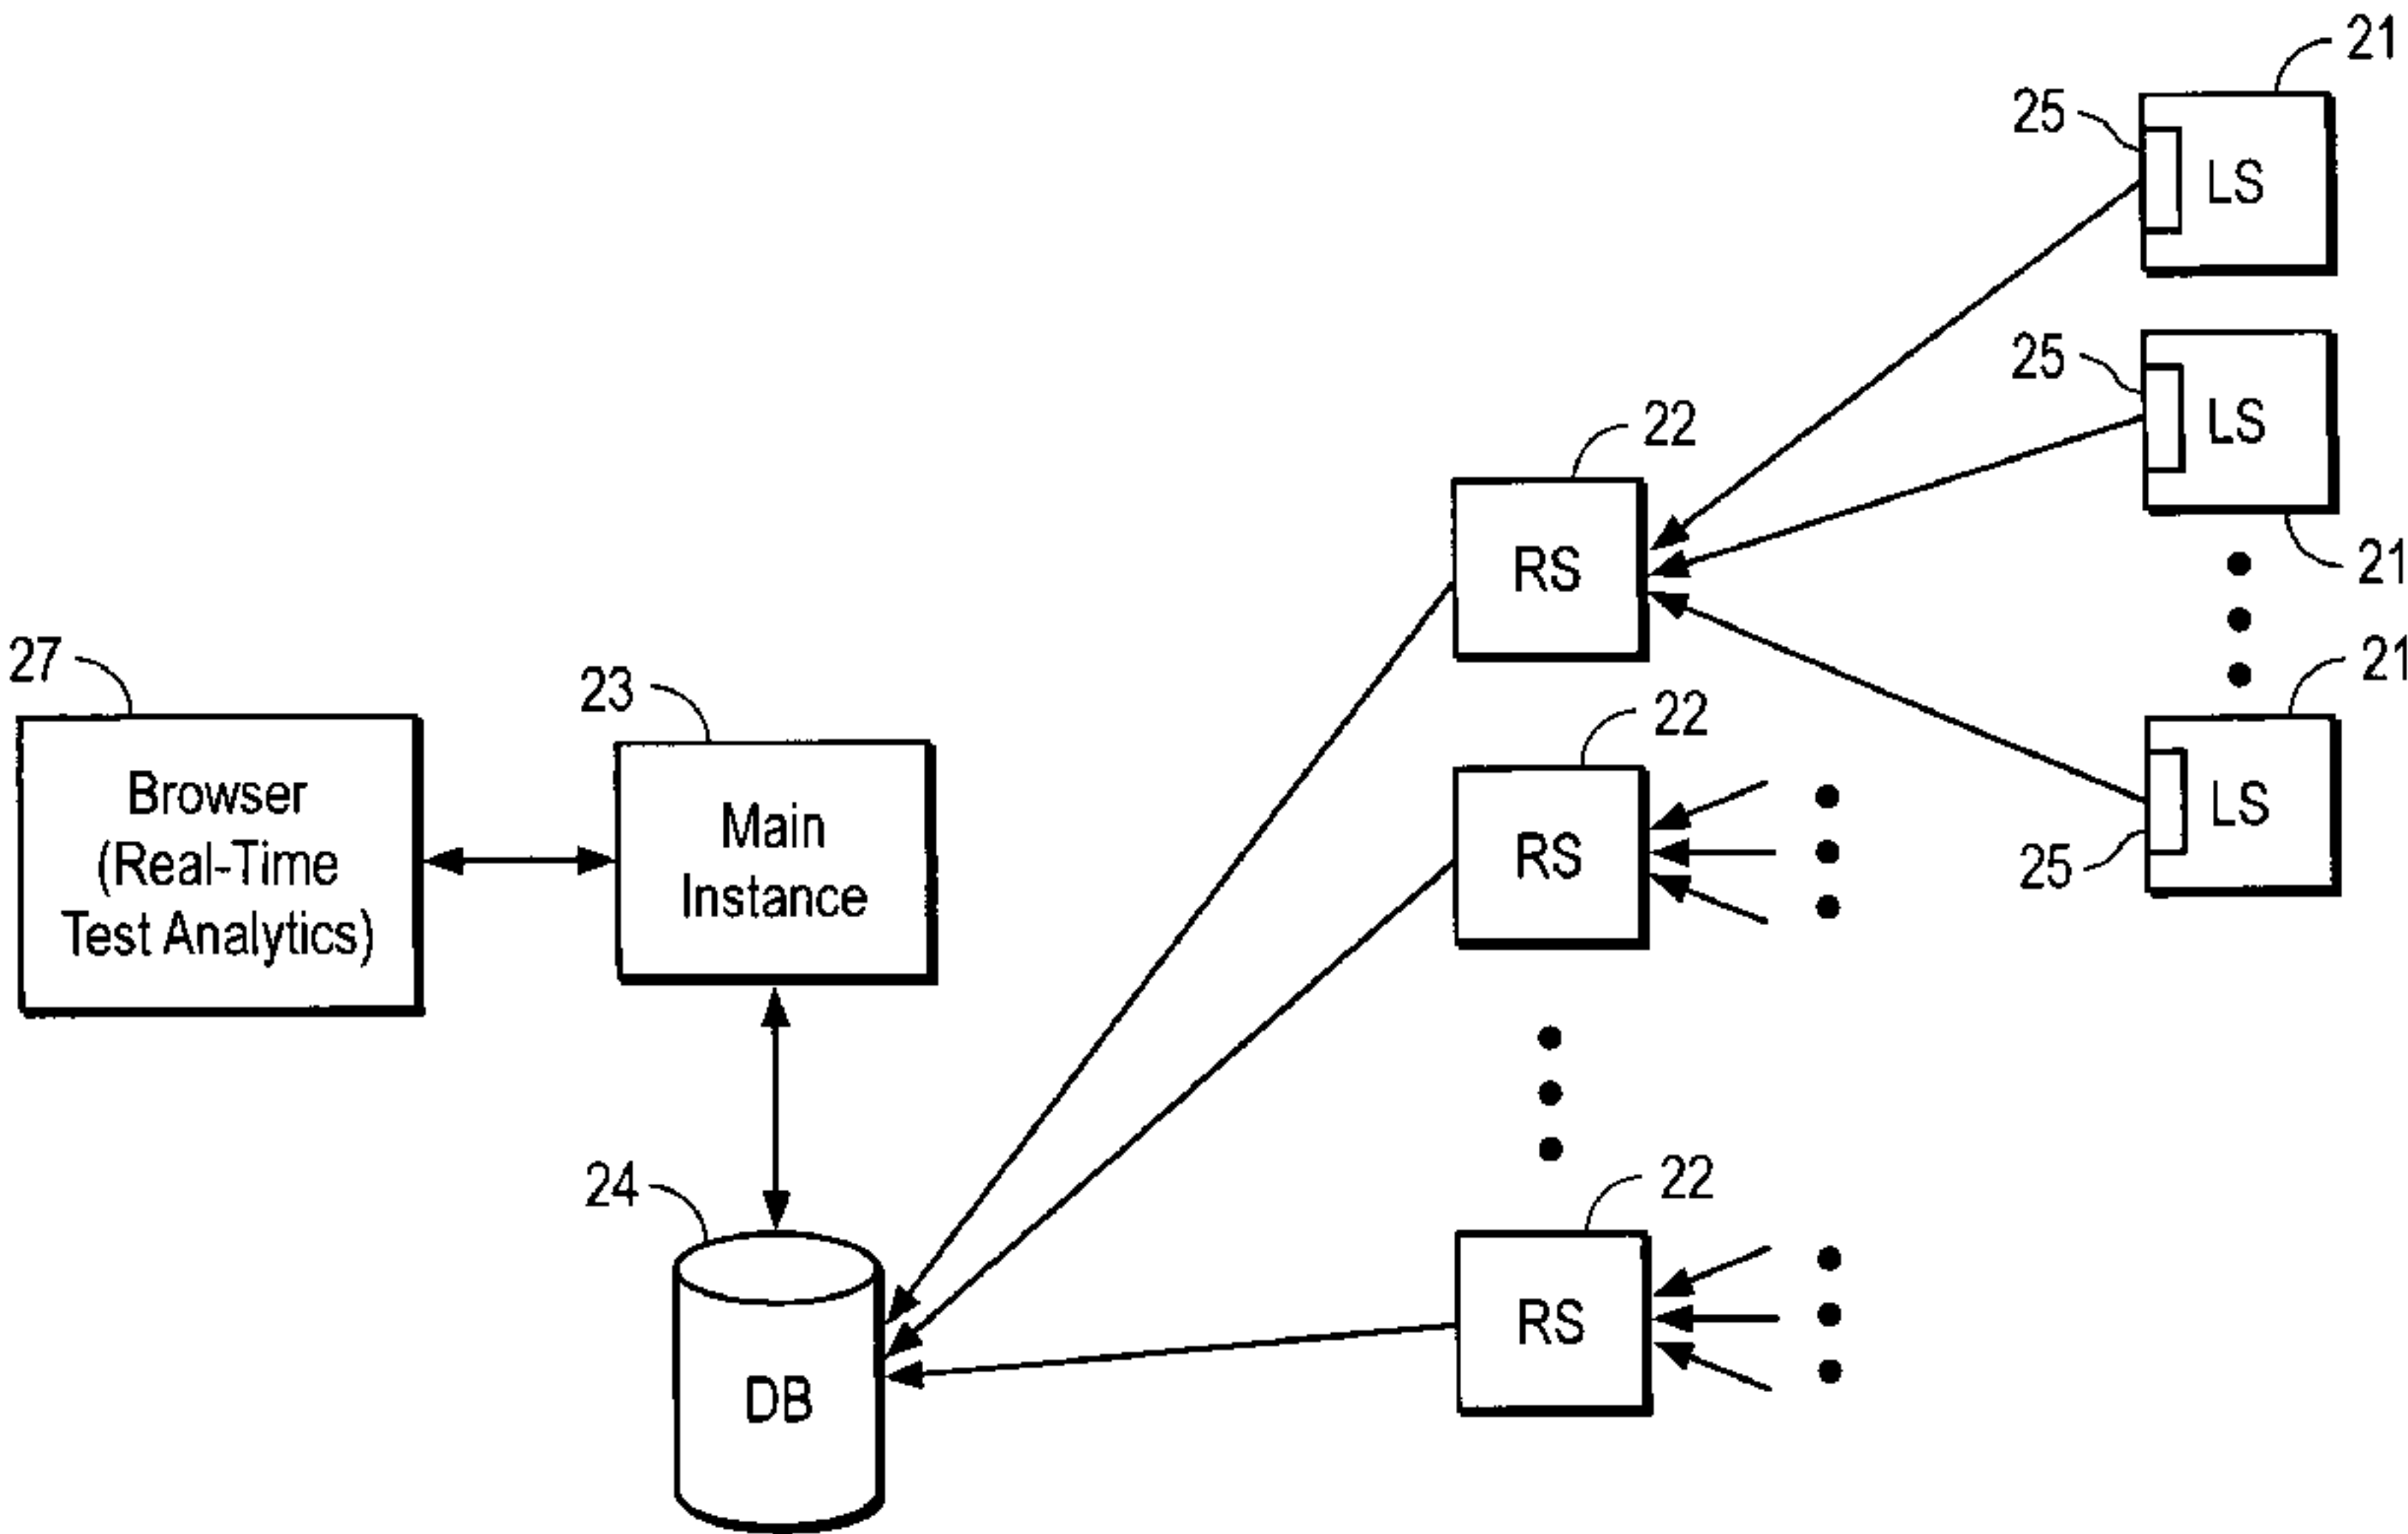 21
25
LS
25
LS
22
21
RS
27
23
21
22
Browser
(Real-Time
Test Analytics)
Main
Instance
LS
RS
25
24
22
RS
DB